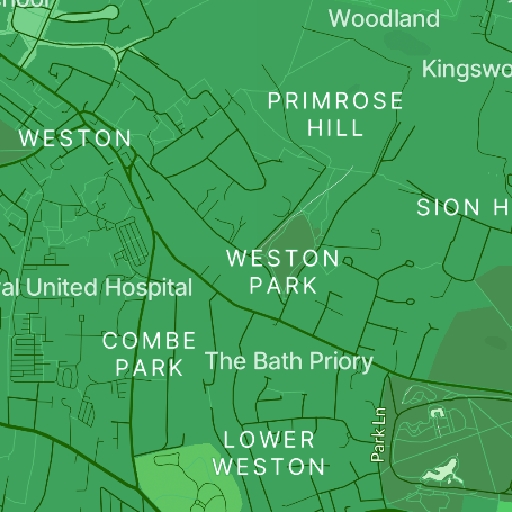 Woodland
Kingswo
PRIMROSE
HILL
WESTON
SION H
WESTON
PARK
al United Hospital
COMBE
PARK
The Bath Priory
Park Ln
LOWER
WESTON